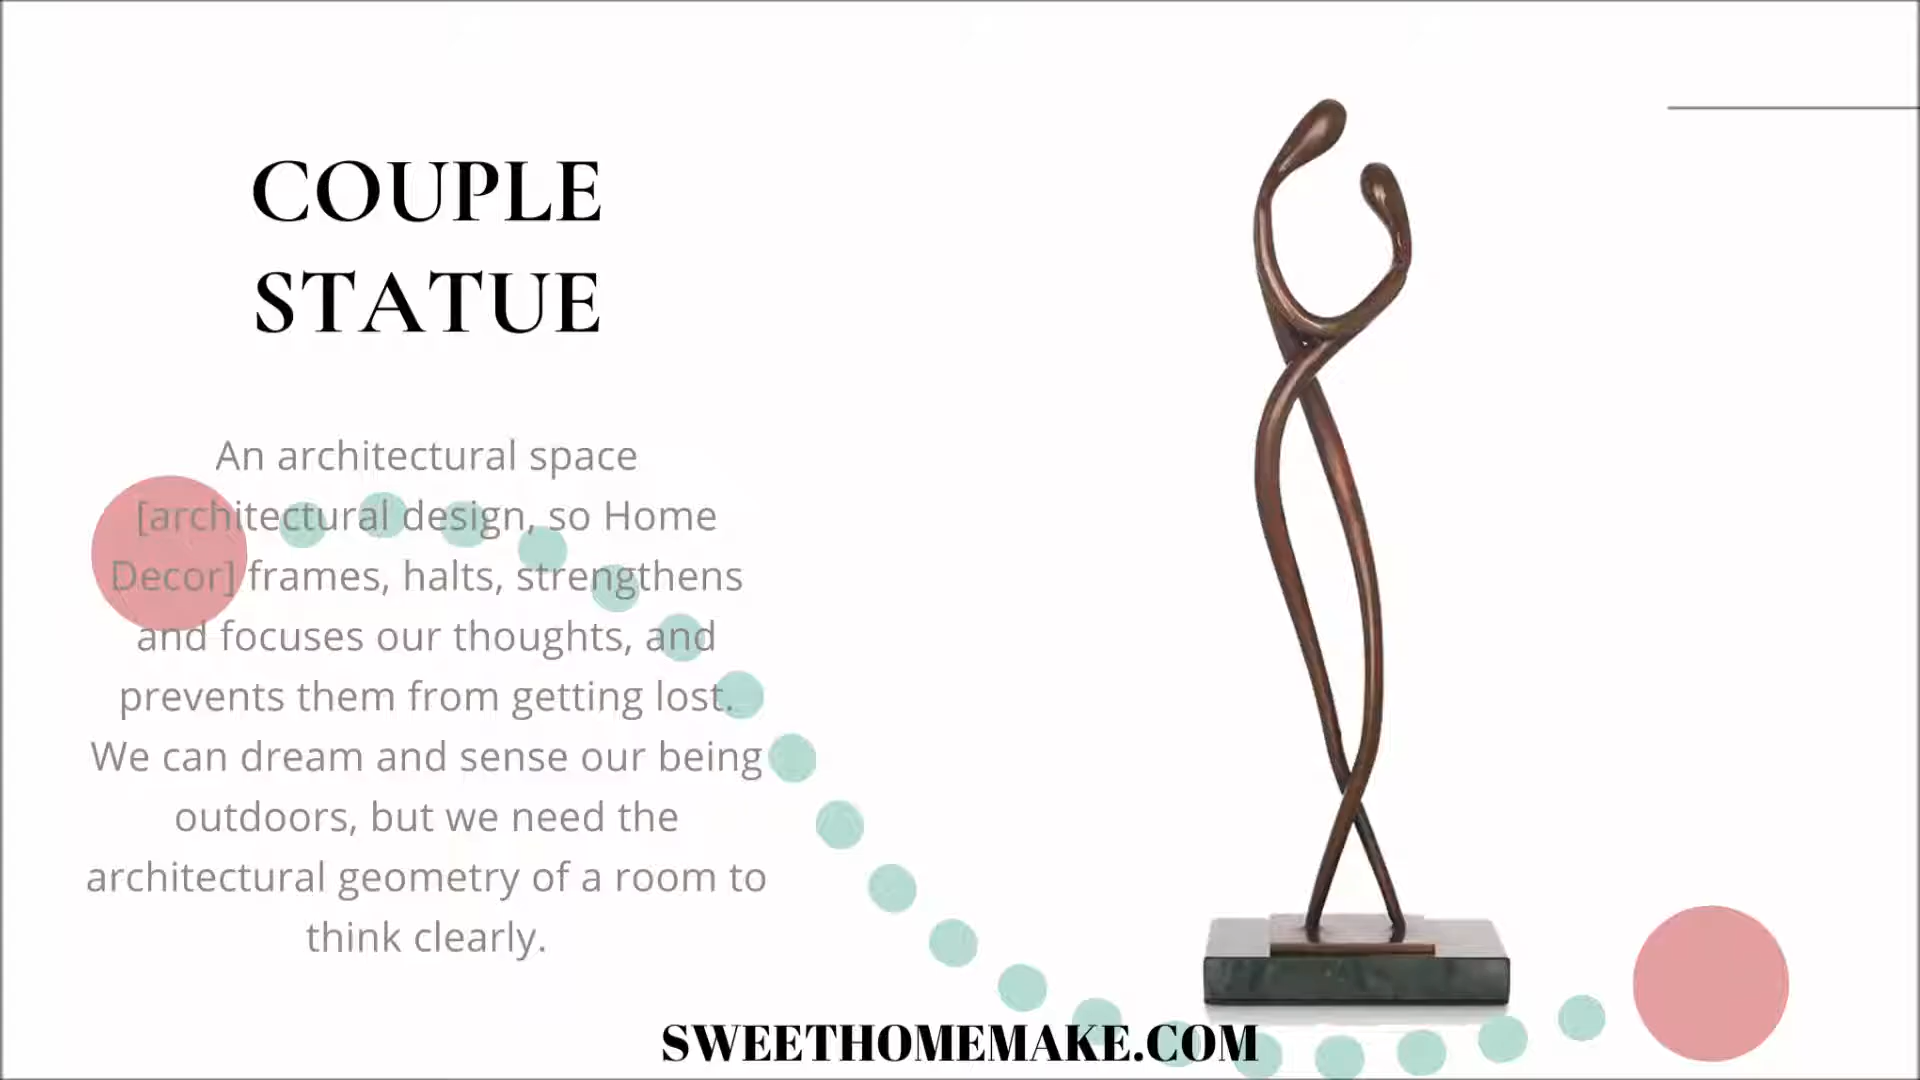 COUPLE
STATUE
An architectural space
[architectural design, so Home
Decor] frames, halts, strengthens
and focuses our thoughts, and
prevents them from getting lost.
We can dream and sense our being
outdoors, but we need the
architectural geometry of a room to
think clearly.
SWEETHOMEMAKE.COM